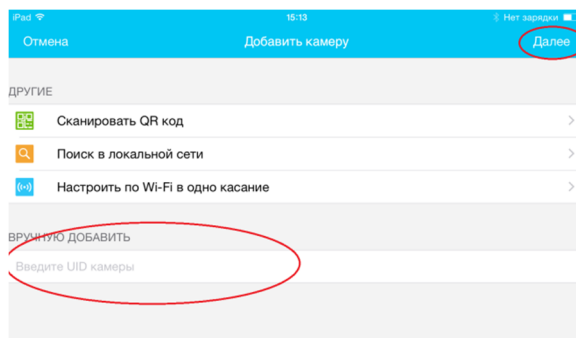 iPad 15:13 Нет зарядки
Отмена Добавить камеру Далее
ДРУГИЕ
Сканировать QR код
Поиск в локальной сети
Настроить по Wi-Fi в одно касание
ВРУЧНУЮ ДОБАВИТЬ
Введите UID камеры